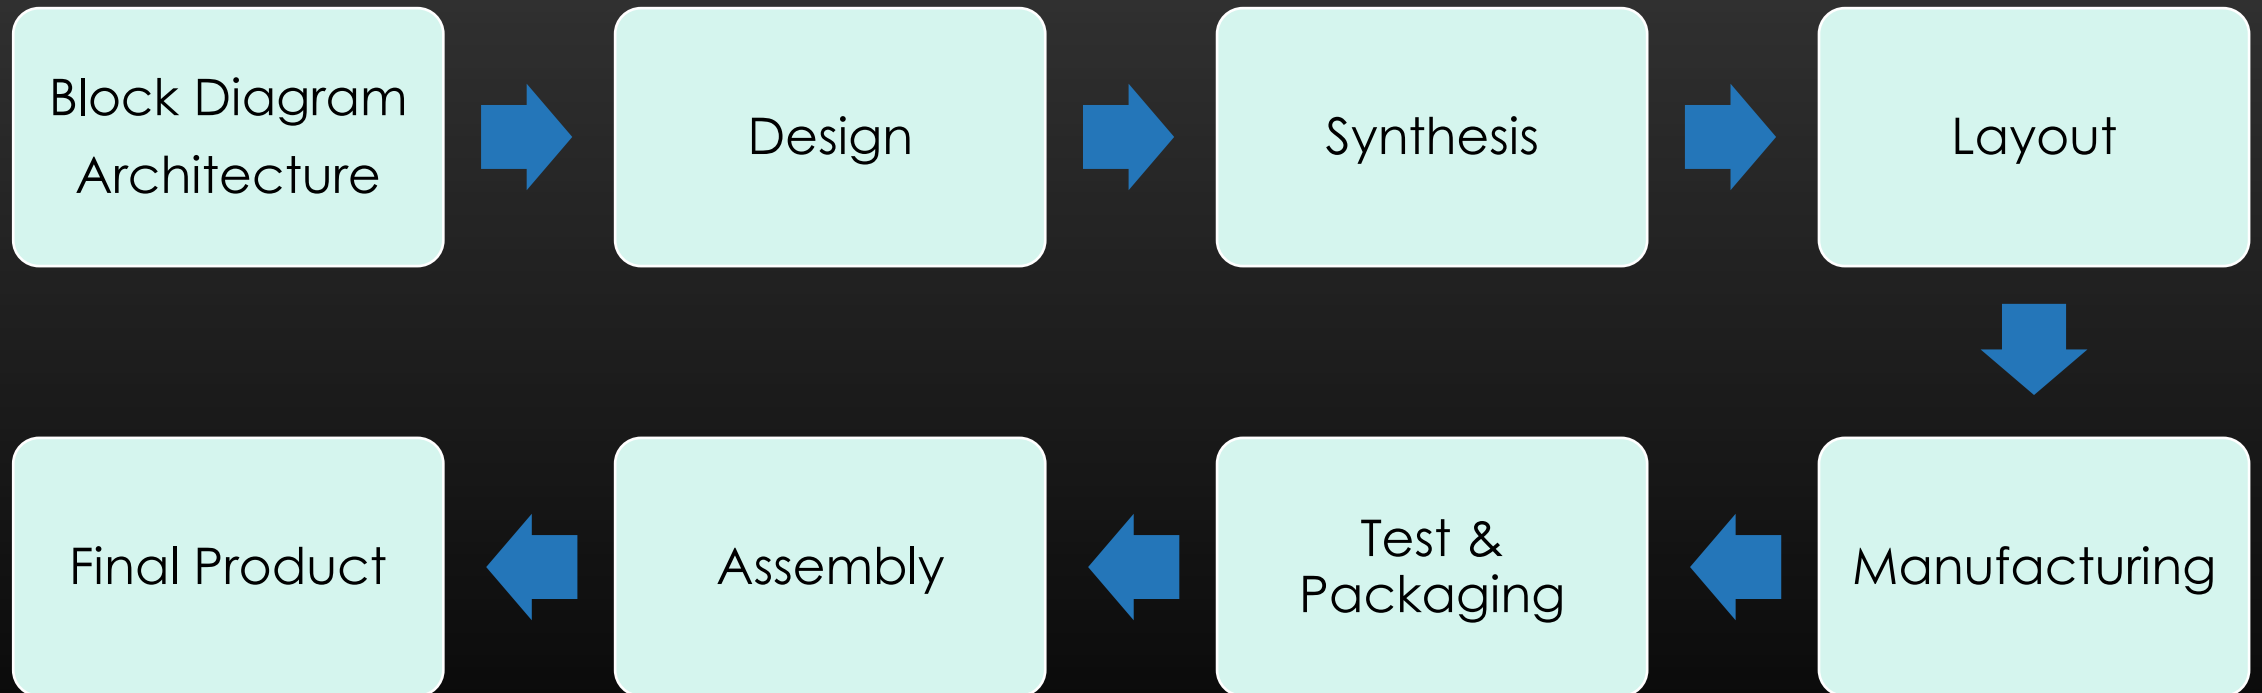 Block Diagram
Architecture
Design
Synthesis
Layout
Final Product
Assembly
Test &
Packaging
Manufacturing